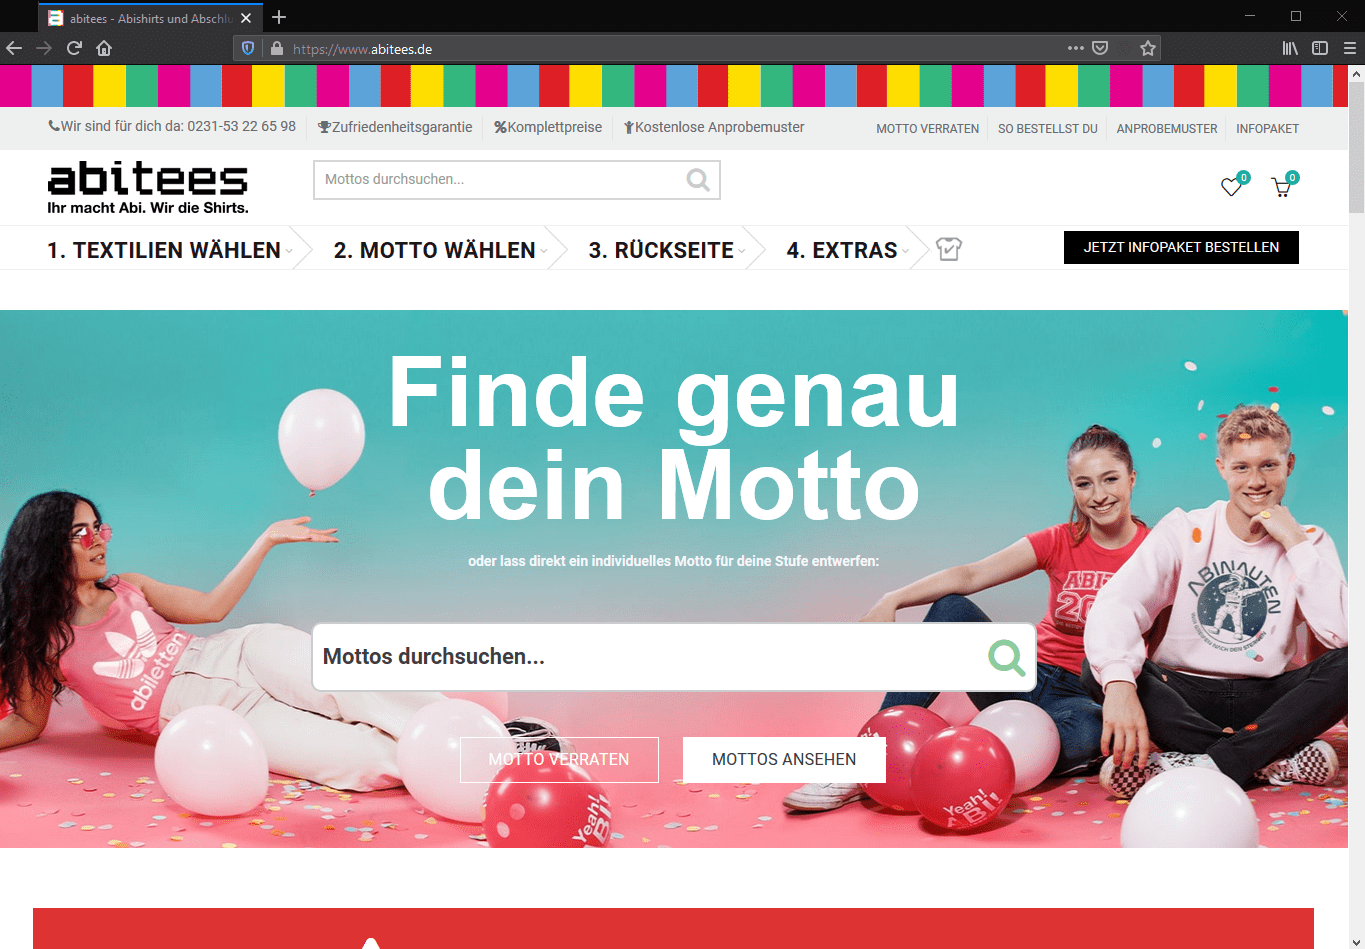 abitees - Abishirts und Abschlu
https://www.abitees.de
Wir sind für dich da: 0231-53 22 65 98
Zufriedenheitsgarantie
Komplettpreise
Kostenlose Anprobemuster
MOTTO VERRATEN
SO BESTELLST DU
ANPROBEMUSTER
INFOPAKET
abitees
Ihr macht Abi. Wir die Shirts.
Mottos durchsuchen...
0
0
1. TEXTILIEN WÄHLEN
2. MOTTO WÄHLEN
3. RÜCKSEITE
4. EXTRAS
JETZT INFOPAKET BESTELLEN
Finde genau
dein Motto
oder lass direkt ein individuelles Motto für deine Stufe entwerfen:
Mottos durchsuchen...
MOTTO VERRATEN
MOTTOS ANSEHEN
abiletten
ABI
20
ABINAUTEN
Yeah!
Yeah!